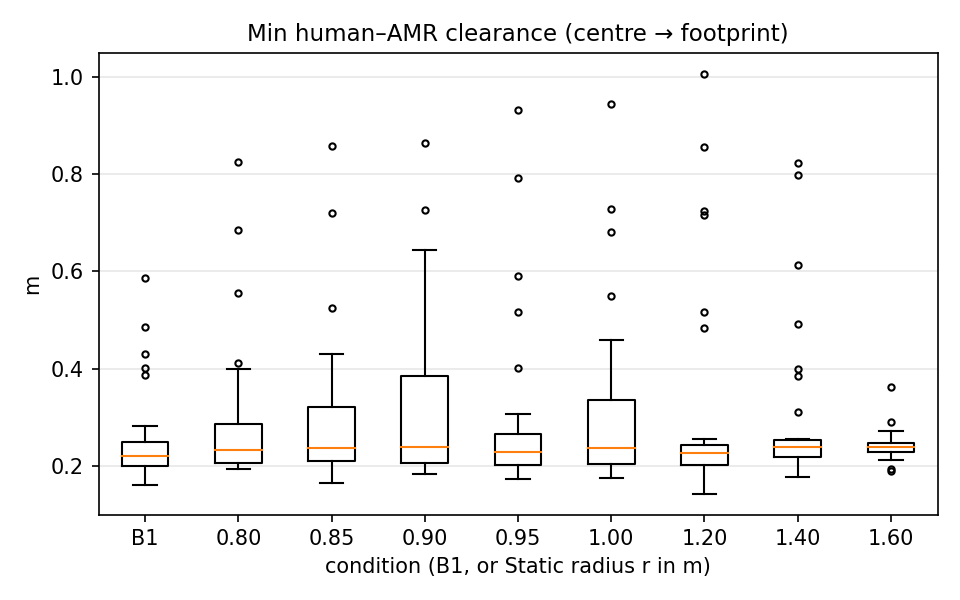 Min human–AMR clearance (centre → footprint)
1.0
0.8
0.6
0.4
0.2
m
B1 0.80 0.85 0.90 0.95 1.00 1.20 1.40 1.60
condition (B1, or Static radius r in m)